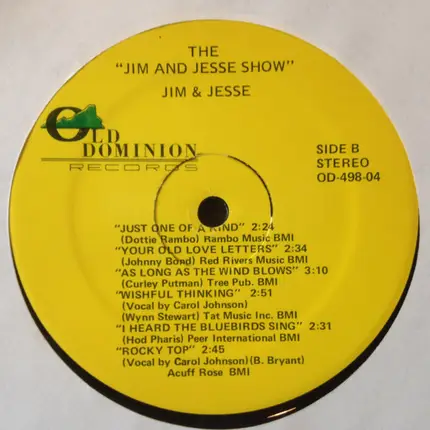 THE
"JIM AND JESSE SHOW"
JIM & JESSE
OLD
DOMINION
RECORDS
SIDE B
STEREO
OD-498-04
"JUST ONE OF A KIND" 2:24
(Dottie Rambo) Rambo Music BMI
"YOUR OLD LOVE LETTERS" 2:34
(Johnny Bond) Red Rivers Music BMI
"AS LONG AS THE WIND BLOWS" 3:10
(Curley Putman) Tree Pub. BMI
"WISHFUL THINKING" 2:51
(Vocal by Carol Johnson)
(Wynn Stewart) Tat Music Inc. BMI
"I HEARD THE BLUEBIRDS SING" 2:31
(Hod Pharis) Peer International BMI
"ROCKY TOP" 2:45
(Vocal by Carol Johnson)(B. Bryant)
Acuff Rose BMI